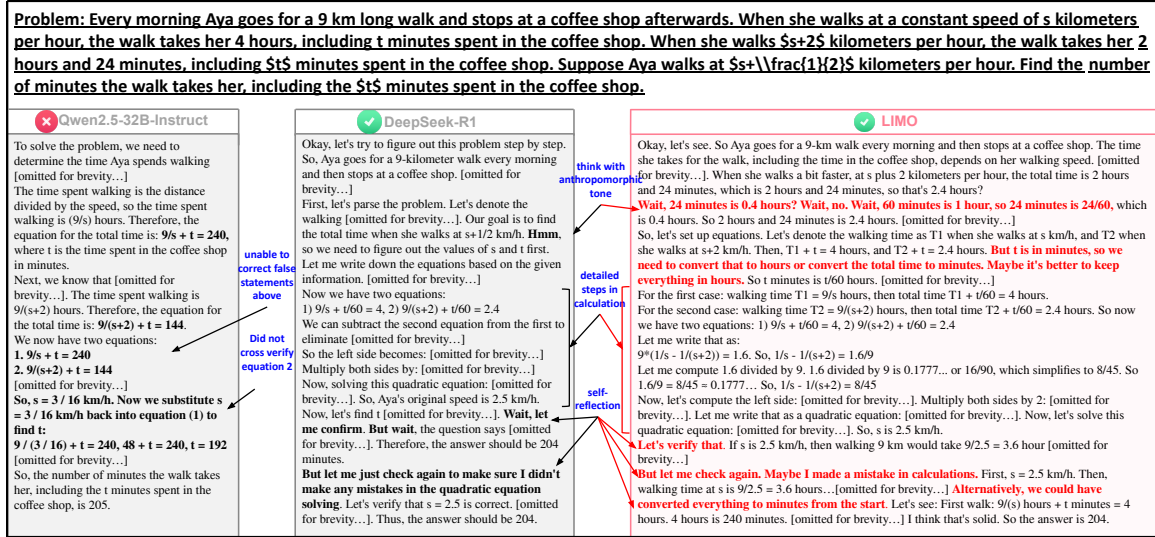 Problem: Every morning Aya goes for a 9 km long walk and stops at a coffee shop afterwards. When she walks at a constant speed of s kilometers
per hour, the walk takes her 4 hours, including t minutes spent in the coffee shop. When she walks $s+2$ kilometers per hour, the walk takes her 2
hours and 24 minutes, including $t$ minutes spent in the coffee shop. Suppose Aya walks at $s+\\frac{1}{2}$ kilometers per hour. Find the number
of minutes the walk takes her, including the $t$ minutes spent in the coffee shop.
Qwen2.5-32B-Instruct
To solve the problem, we need to
determine the time Aya spends walking
[omitted for brevity…]
The time spent walking is the distance
divided by the speed, so the time spent
walking is (9/s) hours. Therefore, the
equation for the total time is: 9/s + t = 240,
where t is the time spent in the coffee shop
in minutes.
Next, we know that [omitted for
brevity…]. The time spent walking is
9/(s+2) hours. Therefore, the equation for
the total time is: 9/(s+2) + t = 144.
We now have two equations:
1. 9/s + t = 240
2. 9/(s+2) + t = 144
[omitted for brevity…]
So, s = 3 / 16 km/h. Now we substitute s
= 3 / 16 km/h back into equation (1) to
find t:
9 / (3 / 16) + t = 240, 48 + t = 240, t = 192
[omitted for brevity…]
So, the number of minutes the walk takes
her, including the t minutes spent in the
coffee shop, is 205.
unable to
correct false
statements
above
Did not
cross verify
equation 2
DeepSeek-R1
Okay, let's try to figure out this problem step by step.
So, Aya goes for a 9-kilometer walk every morning
and then stops at a coffee shop. [omitted for
brevity…]
First, let's parse the problem. Let's denote the
walking [omitted for brevity…]. Our goal is to find
the total time when she walks at s+1/2 km/h. Hmm,
so we need to figure out the values of s and t first.
Let me write down the equations based on the given
information. [omitted for brevity…]
Now we have two equations:
1) 9/s + t/60 = 4, 2) 9/(s+2) + t/60 = 2.4
We can subtract the second equation from the first to
eliminate [omitted for brevity…]
So the left side becomes: [omitted for brevity…]
Multiply both sides by: [omitted for brevity…]
Now, solving this quadratic equation: [omitted for
brevity…]. So, Aya's original speed is 2.5 km/h.
Now, let's find t [omitted for brevity…]. Wait, let
me confirm. But wait, the question says [omitted
for brevity…]. Therefore, the answer should be 204
minutes.
But let me just check again to make sure I didn't
make any mistakes in the quadratic equation
solving. Let's verify that s = 2.5 is correct. [omitted
for brevity…]. Thus, the answer should be 204.
think with
anthropomorphic
tone
detailed
steps in
calculation
self-
reflection
LIMO
Okay, let's see. So Aya goes for a 9-km walk every morning and then stops at a coffee shop. The time
she takes for the walk, including the time in the coffee shop, depends on her walking speed. [omitted
for brevity…]. When she walks a bit faster, at s plus 2 kilometers per hour, the total time is 2 hours
and 24 minutes, which is 2 hours and 24 minutes, so that's 2.4 hours?
Wait, 24 minutes is 0.4 hours? Wait, no. Wait, 60 minutes is 1 hour, so 24 minutes is 24/60, which
is 0.4 hours. So 2 hours and 24 minutes is 2.4 hours. [omitted for brevity…]
So, let's set up equations. Let's denote the walking time as T1 when she walks at s km/h, and T2 when
she walks at s+2 km/h. Then, T1 + t = 4 hours, and T2 + t = 2.4 hours. But t is in minutes, so we
need to convert that to hours or convert the total time to minutes. Maybe it's better to keep
everything in hours. So t minutes is t/60 hours. [omitted for brevity…]
For the first case: walking time T1 = 9/s hours, then total time T1 + t/60 = 4 hours.
For the second case: walking time T2 = 9/(s+2) hours, then total time T2 + t/60 = 2.4 hours. So now
we have two equations: 1) 9/s + t/60 = 4, 2) 9/(s+2) + t/60 = 2.4
Let me write that as:
9*(1/s - 1/(s+2)) = 1.6. So, 1/s - 1/(s+2) = 1.6/9
Let me compute 1.6 divided by 9. 1.6 divided by 9 is 0.1777... or 16/90, which simplifies to 8/45. So
1.6/9 = 8/45 ≈ 0.1777… So, 1/s - 1/(s+2) = 8/45
Now, let's compute the left side: [omitted for brevity…]. Multiply both sides by 2: [omitted for
brevity…]. Let me write that as a quadratic equation: [omitted for brevity…]. Now, let's solve this
quadratic equation: [omitted for brevity…]. So, s is 2.5 km/h.
Let's verify that. If s is 2.5 km/h, then walking 9 km would take 9/2.5 = 3.6 hour [omitted for
brevity…]
But let me check again. Maybe I made a mistake in calculations. First, s = 2.5 km/h. Then,
walking time at s is 9/2.5 = 3.6 hours…[omitted for brevity…] Alternatively, we could have
converted everything to minutes from the start. Let's see: First walk: 9/(s) hours + t minutes = 4
hours. 4 hours is 240 minutes. [omitted for brevity…] I think that's solid. So the answer is 204.